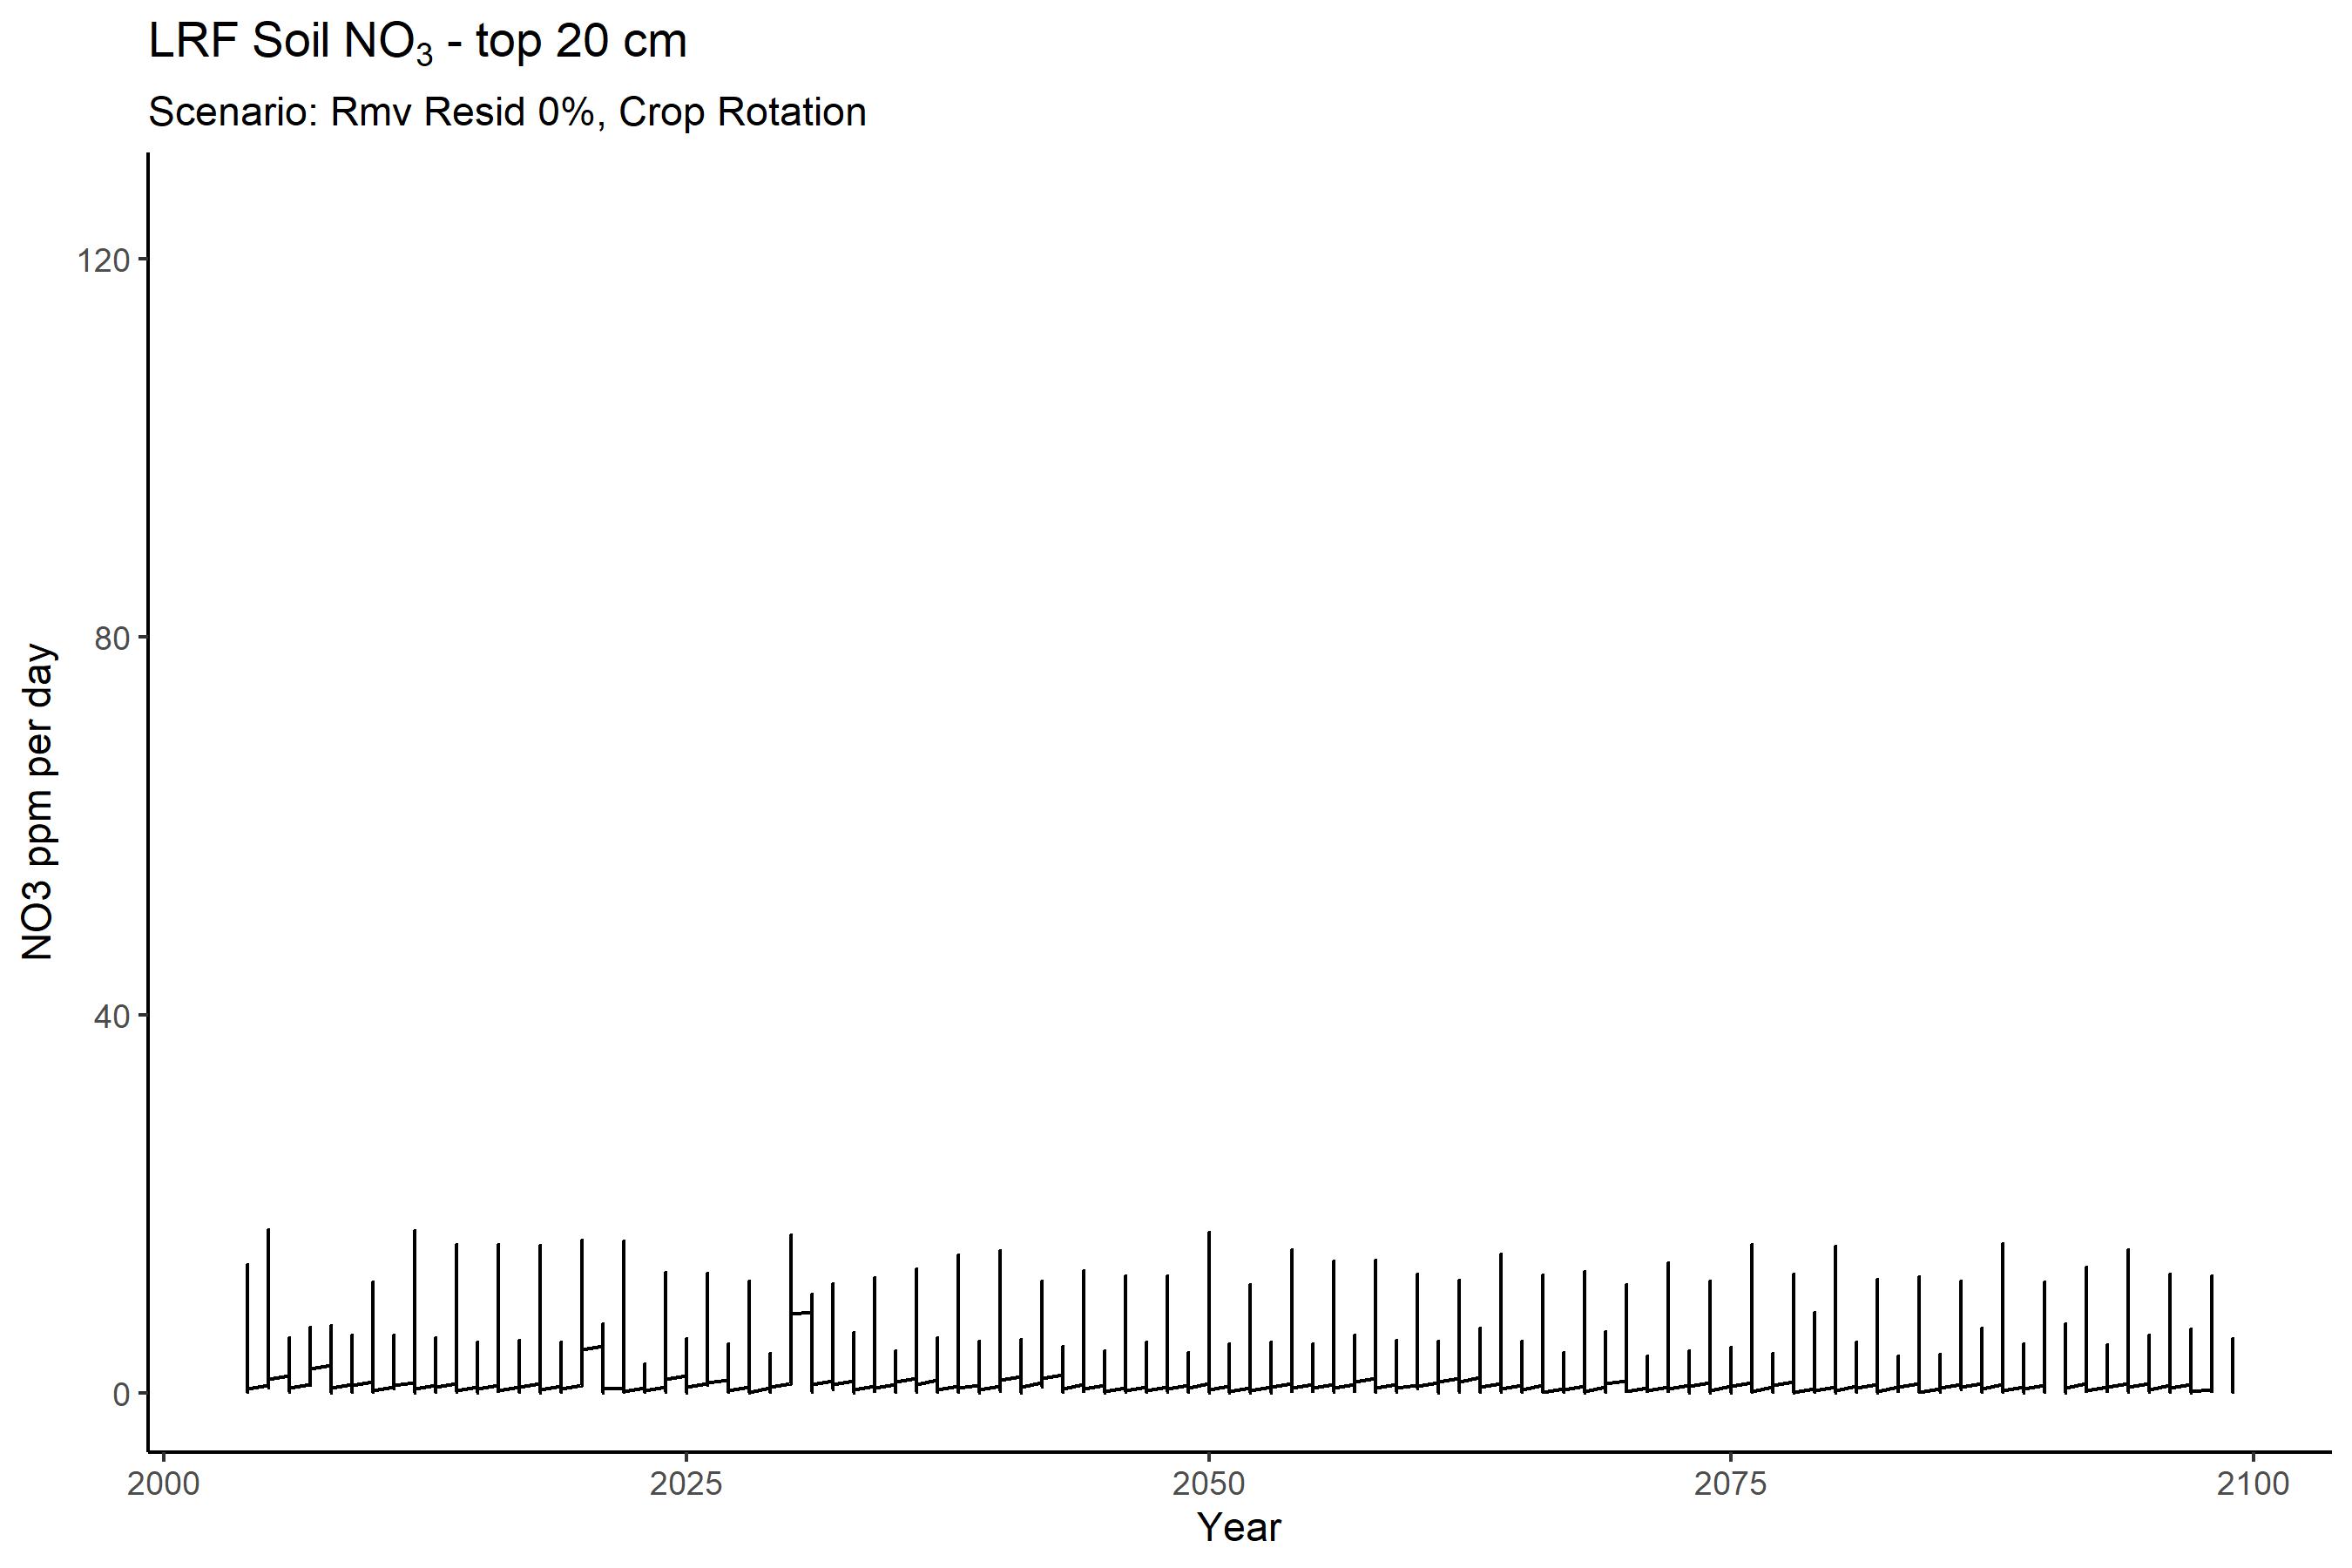 LRF Soil NO₃ - top 20 cm
Scenario: Rmv Resid 0%, Crop Rotation
NO3 ppm per day
120
80
40
0
2000 2025 2050 2075 2100
Year